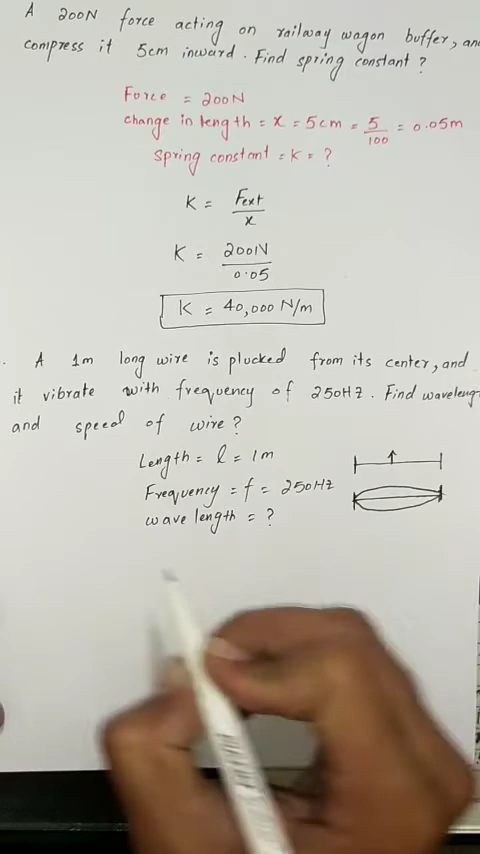 A 200N force acting on railway wagon buffer, and
compress it 5cm inward. Find spring constant?
Force = 200N
change in length = x = 5cm = 5/100 = 0.05m
Spring constant = K = ?
K = Fext/x
K = 200N/0.05
K = 40,000 N/m
. A 1m long wire is plucked from its center, and
it vibrate with frequency of 250HZ. Find waveleng
and speed of wire?
Length = l = 1m
Frequency = f = 250HZ
wave length = ?